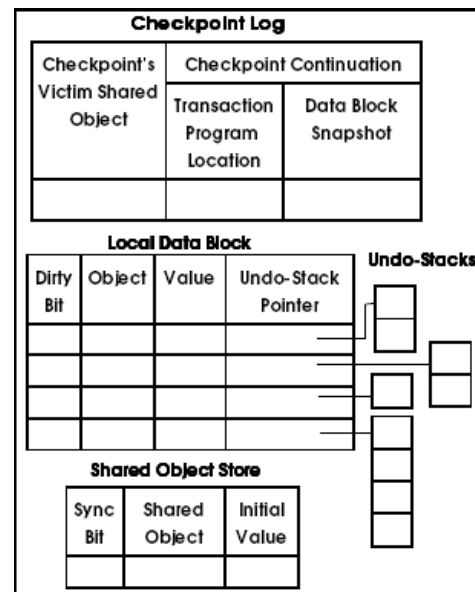 Checkpoint Log
Checkpoint's
Victim Shared
Object
Checkpoint Continuation
Transaction
Program
Location
Data Block
Snapshot
Local Data Block
Undo-Stacks
Dirty
Bit
Object
Value
Undo-Stack
Pointer
Shared Object Store
Sync
Bit
Shared
Object
Initial
Value